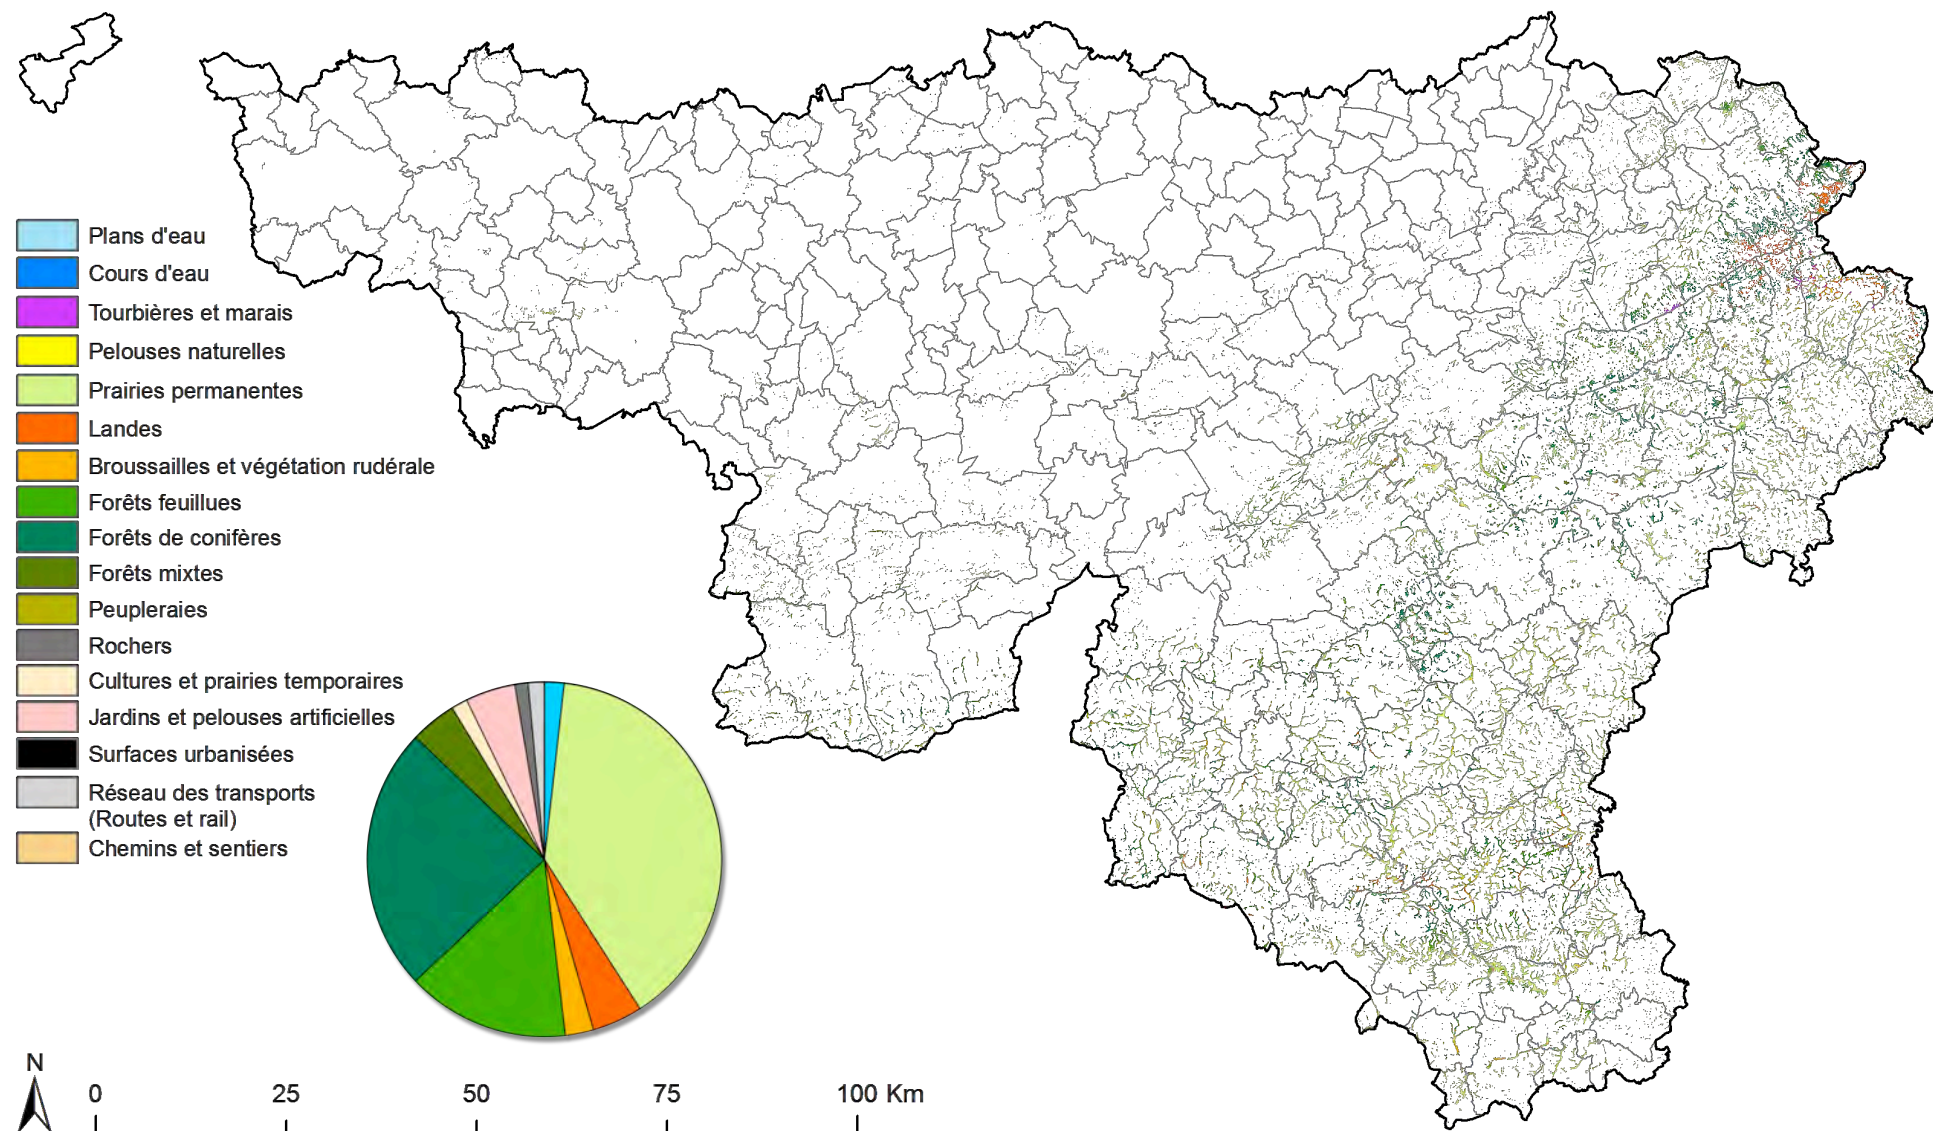 Plans d'eau
Cours d'eau
Tourbières et marais
Pelouses naturelles
Prairies permanentes
Landes
Broussailles et végétation rudérale
Forêts feuillues
Forêts de conifères
Forêts mixtes
Peupleraies
Rochers
Cultures et prairies temporaires
Jardins et pelouses artificielles
Surfaces urbanisées
Réseau des transports
(Routes et rail)
Chemins et sentiers
N
0 25 50 75 100 Km